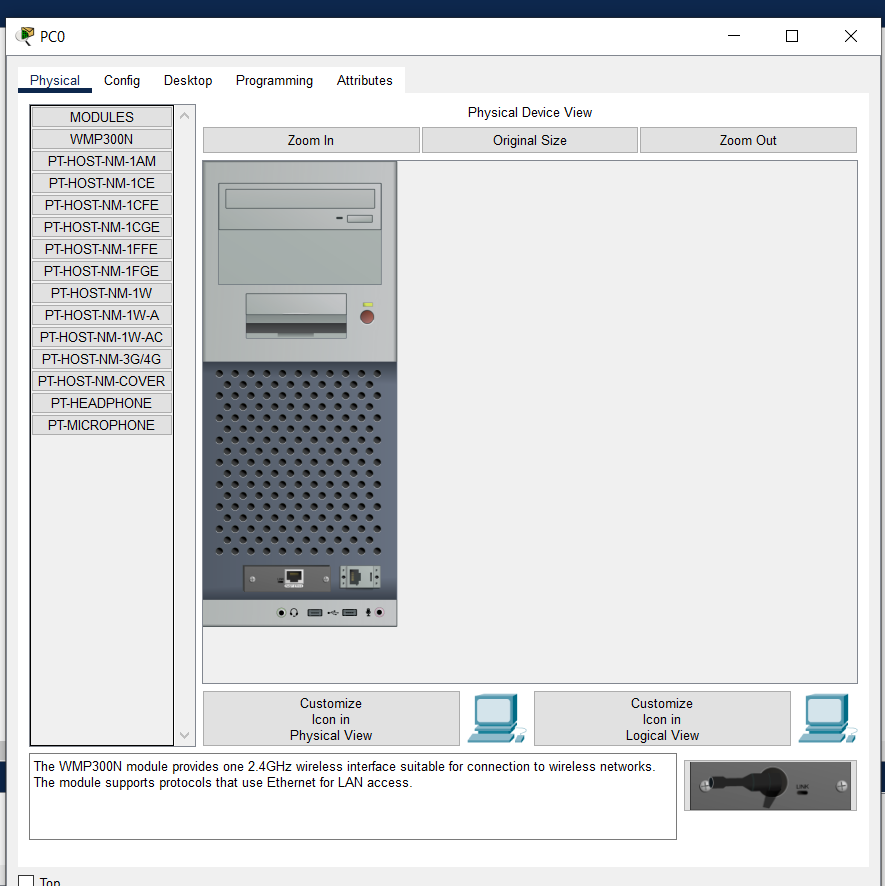 PC0
Physical Config Desktop Programming Attributes
MODULES
WMP300N
PT-HOST-NM-1AM
PT-HOST-NM-1CE
PT-HOST-NM-1CFE
PT-HOST-NM-1CGE
PT-HOST-NM-1FFE
PT-HOST-NM-1FGE
PT-HOST-NM-1W
PT-HOST-NM-1W-A
PT-HOST-NM-1W-AC
PT-HOST-NM-3G/4G
PT-HOST-NM-COVER
PT-HEADPHONE
PT-MICROPHONE
Physical Device View
Zoom In Original Size Zoom Out
Customize
Icon in
Physical View
Customize
Icon in
Logical View
The WMP300N module provides one 2.4GHz wireless interface suitable for connection to wireless networks.
The module supports protocols that use Ethernet for LAN access.
LINK
Top